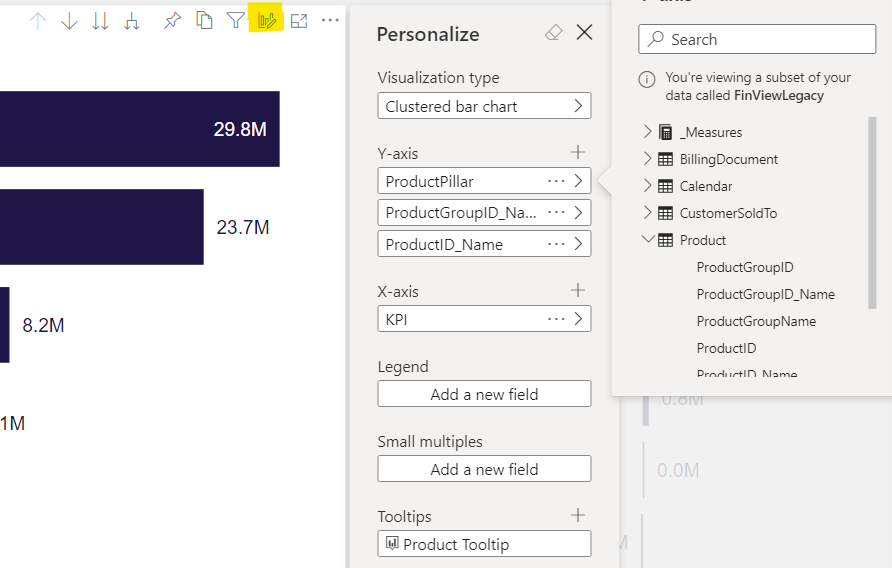 Personalize
Visualization type
Clustered bar chart
Y-axis
ProductPillar
ProductGroupID_Na...
ProductID_Name
X-axis
KPI
Legend
Add a new field
Small multiples
Add a new field
Tooltips
Product Tooltip
29.8M
23.7M
8.2M
1M
Search
You're viewing a subset of your
data called FinViewLegacy
_Measures
BillingDocument
Calendar
CustomerSoldTo
Product
ProductGroupID
ProductGroupID_Name
ProductGroupName
ProductID
ProductID_Name
0.8M
0.0M
M